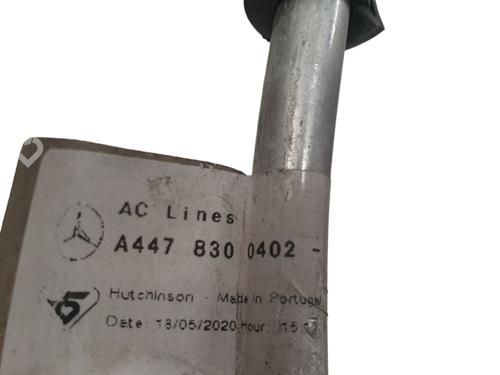 AC Lines
A447 830 0402 -
Hutchinson - Made In Portugal
Date: 18/05/2020 Hour: